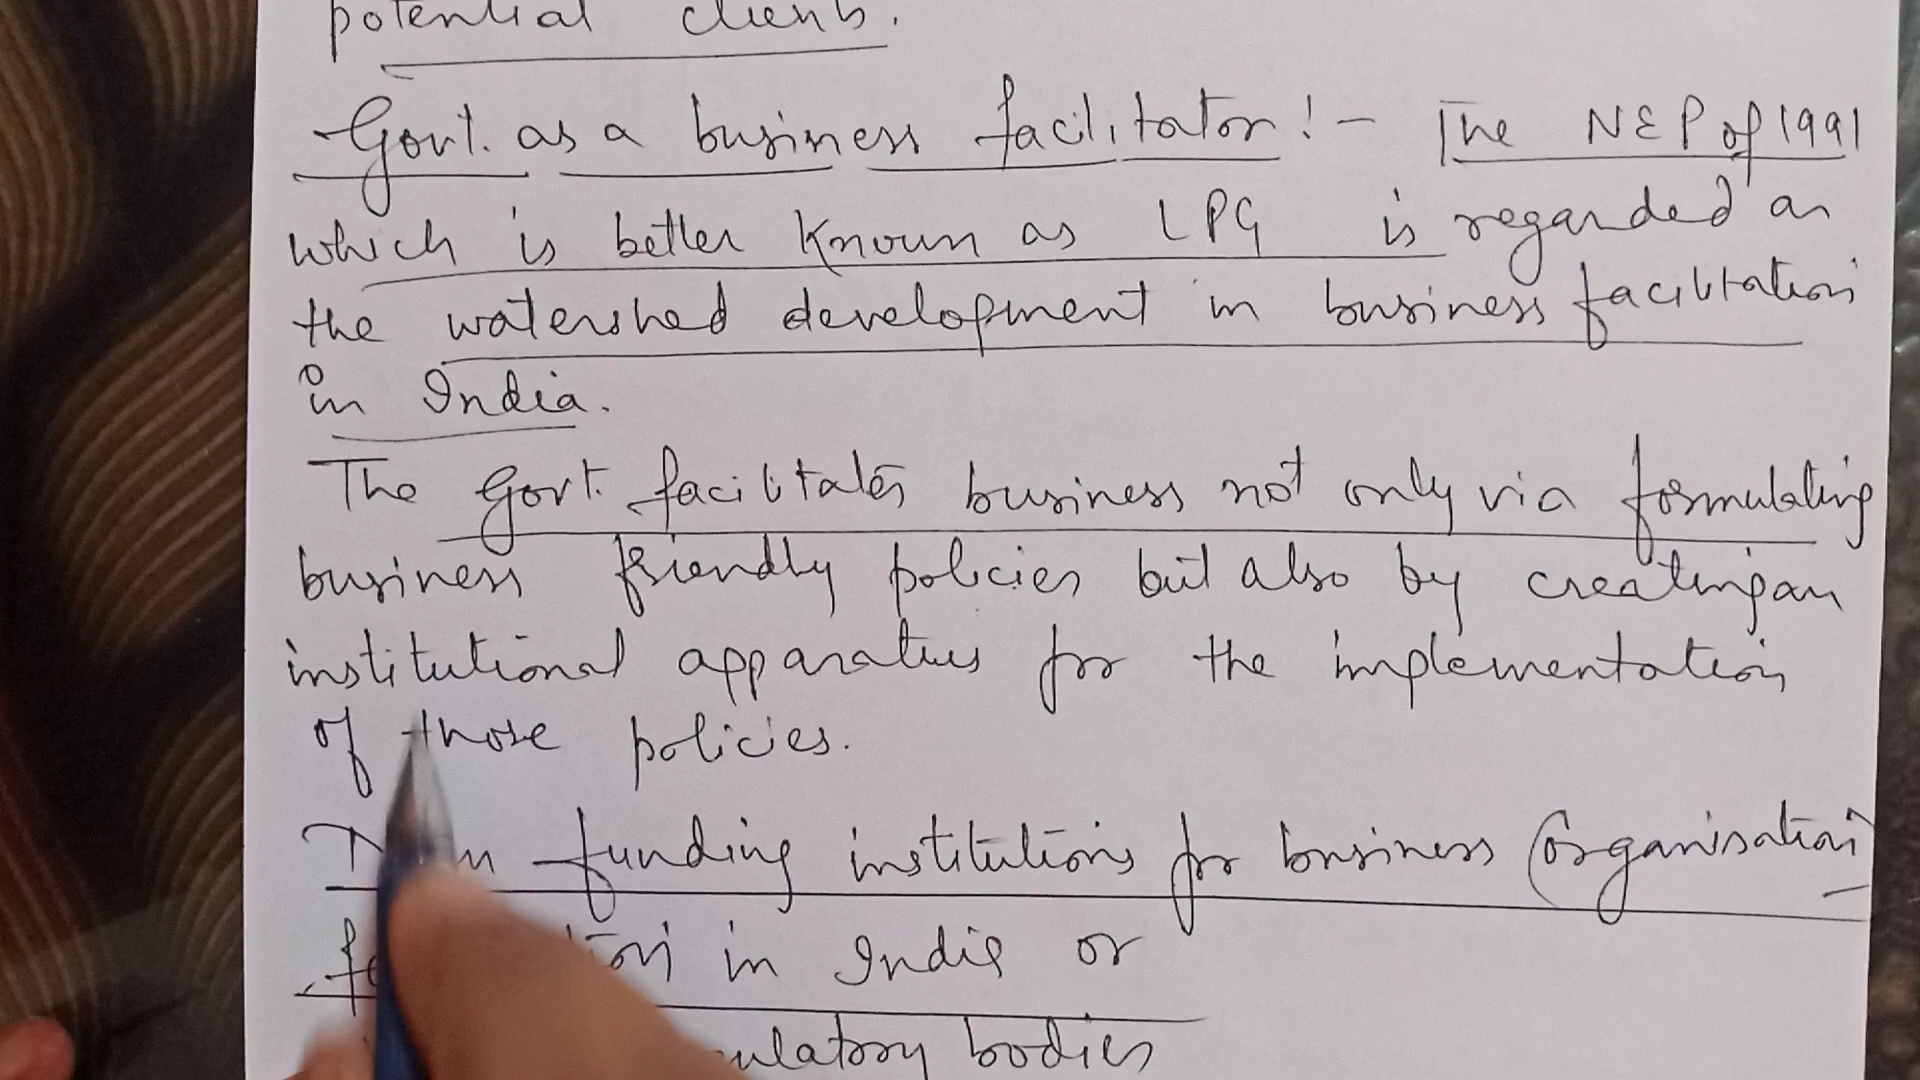 potential clients.
Govt. as a business facilitator :- The NEP of 1991
which is better known as LPG is regarded as
the watershed development in business facilitation
in India.
The Govt. facilitates business not only via formulating
business friendly policies but also by creating an
institutional apparatus for the implementation
of those policies.
funding institutions for business (organisation
in India or
bodies